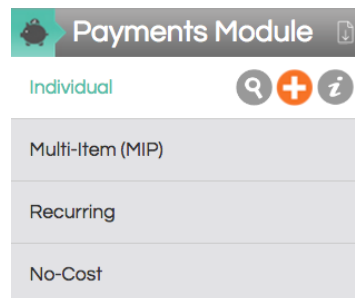 Payments Module
Individual
Multi-Item (MIP)
Recurring
No-Cost